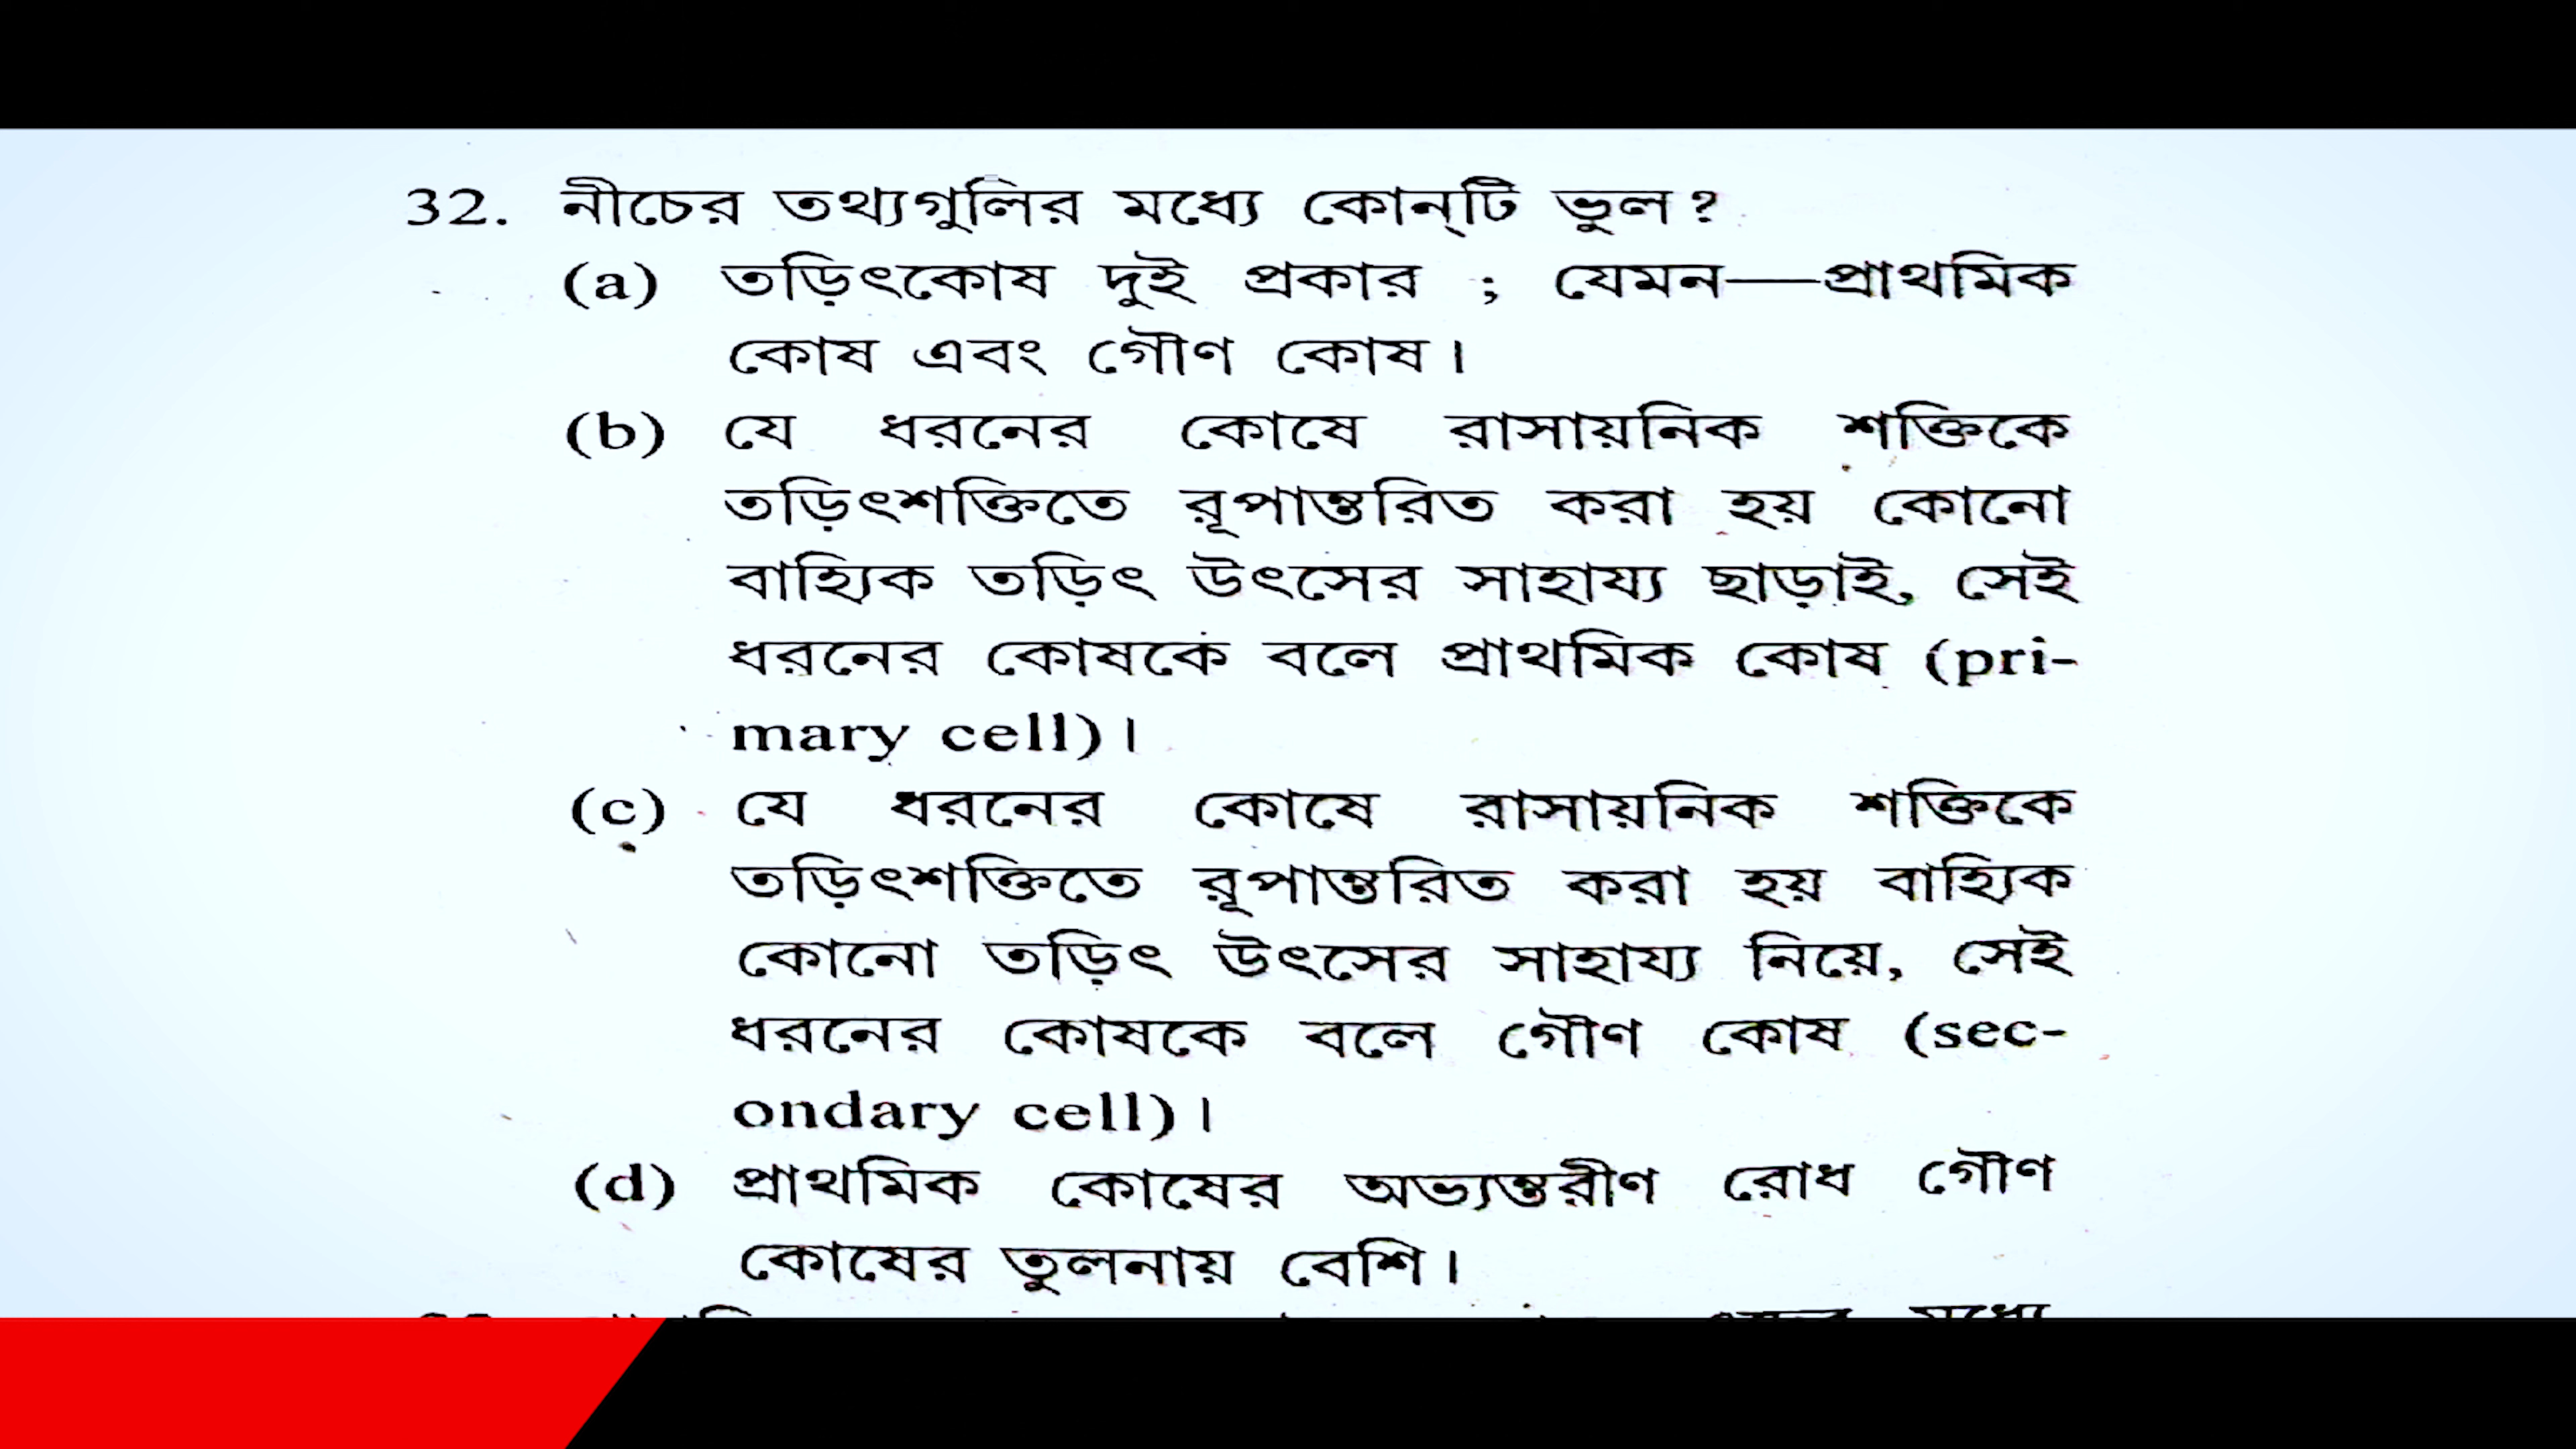 32. নীচের তথ্যগুলির মধ্যে কোন্‌টি ভুল?
(a) তড়িৎকোষ দুই প্রকার ; যেমন—প্রাথমিক
কোষ এবং গৌণ কোষ।
(b) যে ধরনের কোষে রাসায়নিক শক্তিকে
তড়িৎশক্তিতে রূপান্তরিত করা হয় কোনো
বাহ্যিক তড়িৎ উৎসের সাহায্য ছাড়াই, সেই
ধরনের কোষকে বলে প্রাথমিক কোষ (pri-
mary cell)।
(c) যে ধরনের কোষে রাসায়নিক শক্তিকে
তড়িৎশক্তিতে রূপান্তরিত করা হয় বাহ্যিক
কোনো তড়িৎ উৎসের সাহায্য নিয়ে, সেই
ধরনের কোষকে বলে গৌণ কোষ (sec-
ondary cell)।
(d) প্রাথমিক কোষের অভ্যন্তরীণ রোধ গৌণ
কোষের তুলনায় বেশি।